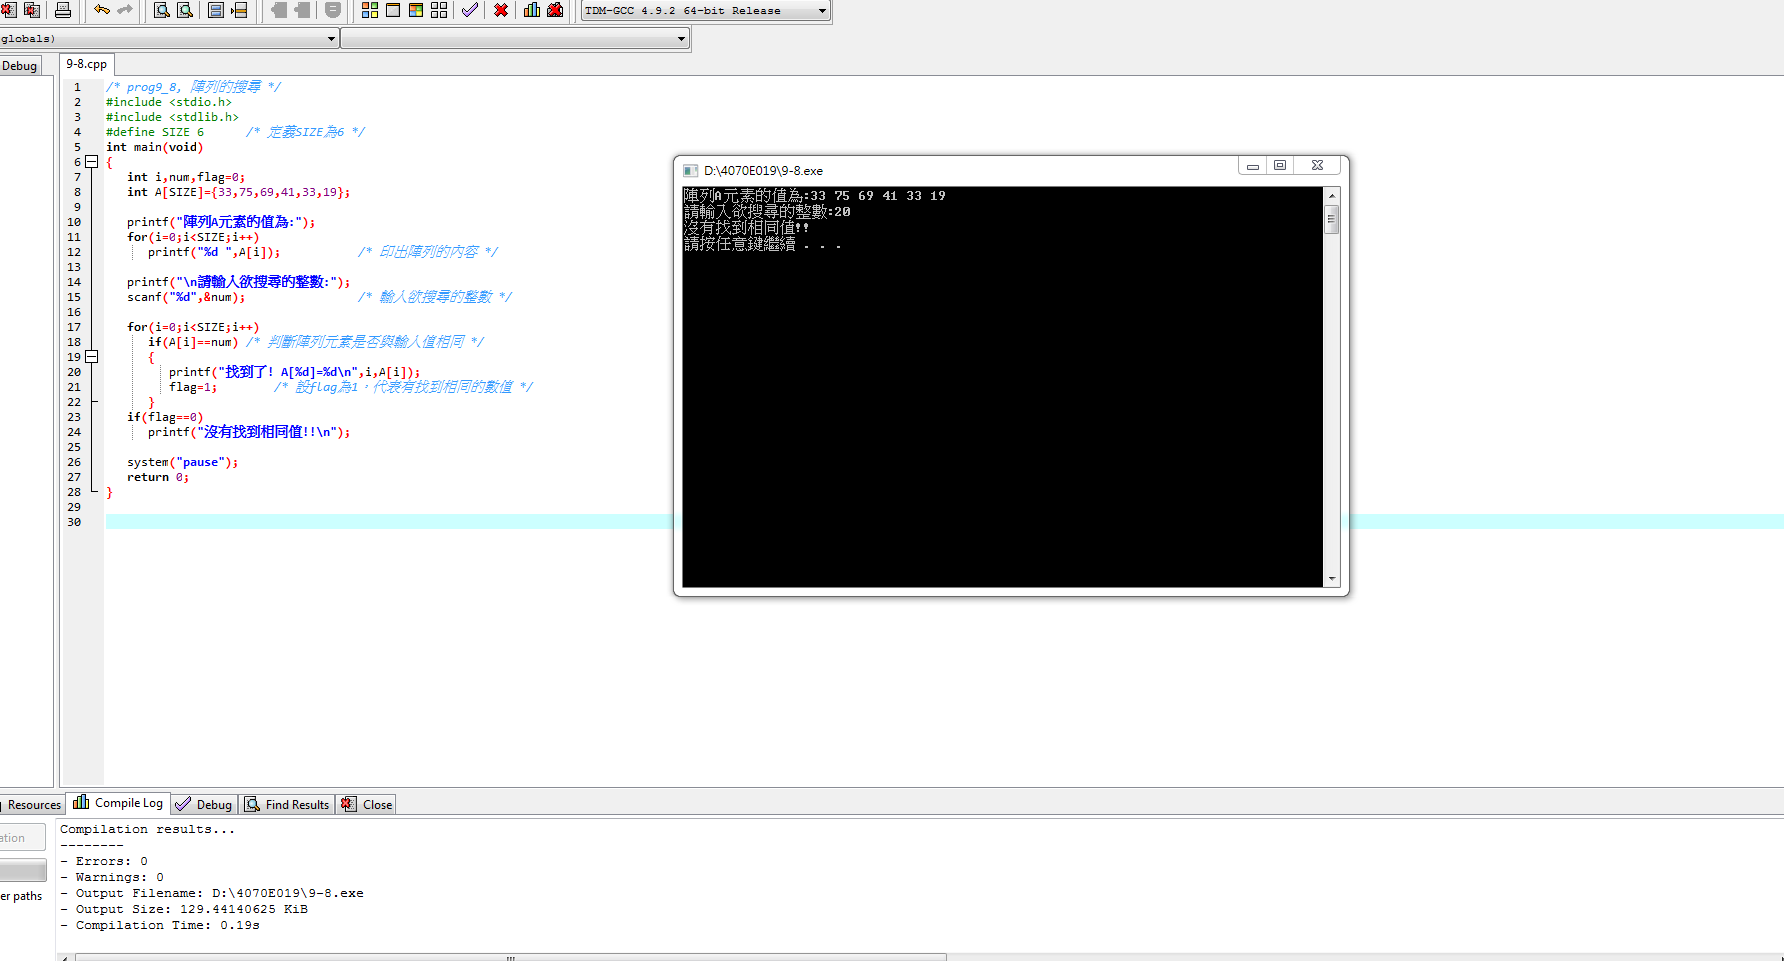 TDM-GCC 4.9.2 64-bit Release
globals)
Debug
9-8.cpp
1 /* prog9_8, 陣列的搜尋 */
2 #include <stdio.h>
3 #include <stdlib.h>
4 #define SIZE 6 /* 定義SIZE為6 */
5 int main(void)
6 {
7 int i,num,flag=0;
8 int A[SIZE]={33,75,69,41,33,19};
9
10 printf("陣列A元素的值為:");
11 for(i=0;i<SIZE;i++)
12 printf("%d ",A[i]); /* 印出陣列的內容 */
13
14 printf("\n請輸入欲搜尋的整數:");
15 scanf("%d",&num); /* 輸入欲搜尋的整數 */
16
17 for(i=0;i<SIZE;i++)
18 if(A[i]==num) /* 判斷陣列元素是否與輸入值相同 */
19 {
20 printf("找到了! A[%d]=%d\n",i,A[i]);
21 flag=1; /* 設flag為1，代表有找到相同的數值 */
22 }
23 if(flag==0)
24 printf("沒有找到相同值!!\n");
25
26 system("pause");
27 return 0;
28 }
29
30
D:\4070E019\9-8.exe
陣列A元素的值為:33 75 69 41 33 19
請輸入欲搜尋的整數:20
沒有找到相同值!!
請按任意鍵繼續 . . .
Resources Compile Log Debug Find Results Close
ation
er paths
Compilation results...
--------
- Errors: 0
- Warnings: 0
- Output Filename: D:\4070E019\9-8.exe
- Output Size: 129.44140625 KiB
- Compilation Time: 0.19s